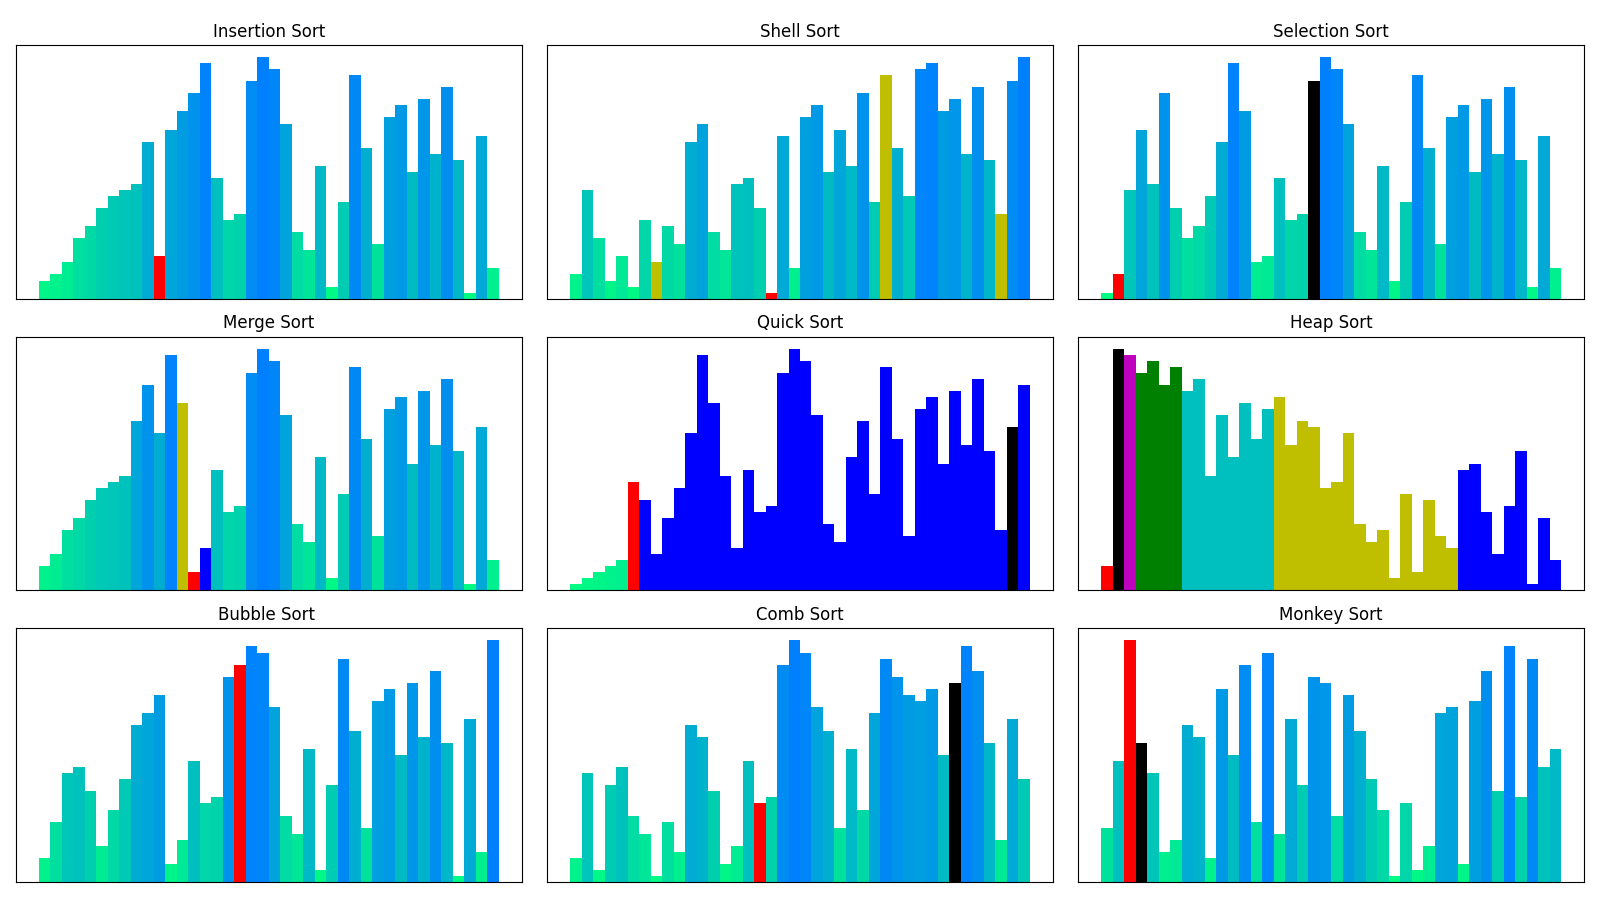 Insertion Sort
Shell Sort
Selection Sort
Merge Sort
Quick Sort
Heap Sort
Bubble Sort
Comb Sort
Monkey Sort